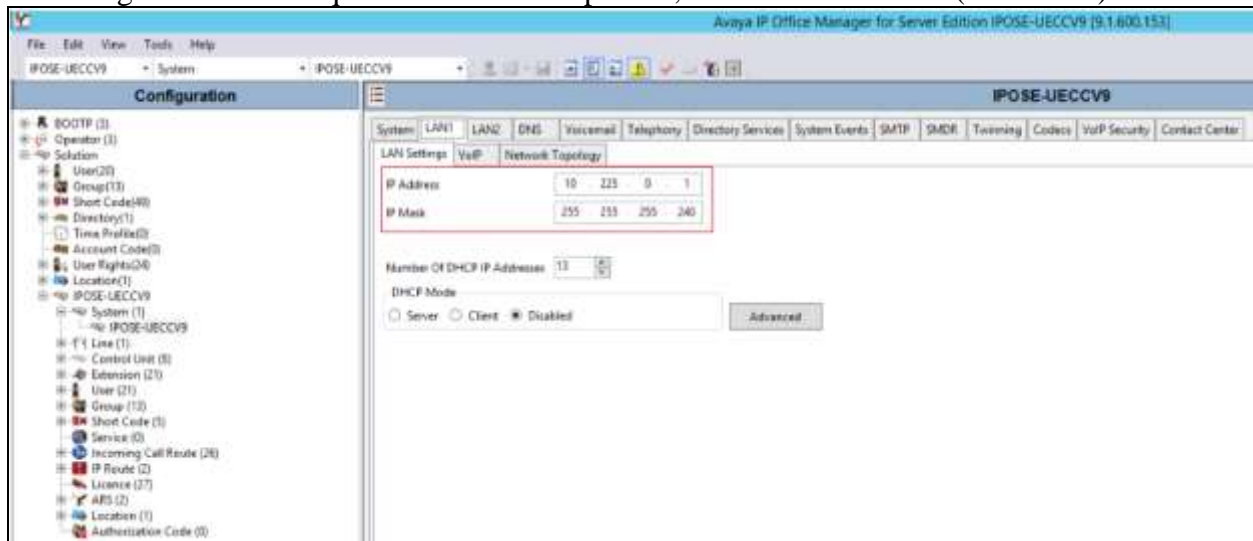 Avaya IP Office Manager for Server Edition IPOSE-UECCV9 [9.1.600.153]
File Edit View Tools Help
IPOSE-UECCV9 System IPOSE-UECCV9
Configuration
IPOSE-UECCV9
BOOTP (3)
Operator (3)
Solution
User(20)
Group(13)
Short Code(40)
Directory(1)
Time Profile(0)
Account Code(0)
User Rights(24)
Location(1)
IPOSE-UECCV9
System (1)
IPOSE-UECCV9
Line (1)
Control Unit (8)
Extension (21)
User (21)
Group (13)
Short Code (5)
Service (0)
Incoming Call Route (26)
IP Route (2)
Licence (27)
ARS (2)
Location (1)
Authorization Code (0)
System LAN1 LAN2 DNS Voicemail Telephony Directory Services System Events SMTP SMDR Twinning Codecs VoIP Security Contact Center
LAN Settings VoIP Network Topology
IP Address 10 . 225 . 0 . 1
IP Mask 255 . 255 . 255 . 240
Number Of DHCP IP Addresses 13
DHCP Mode
Server Client Disabled Advanced